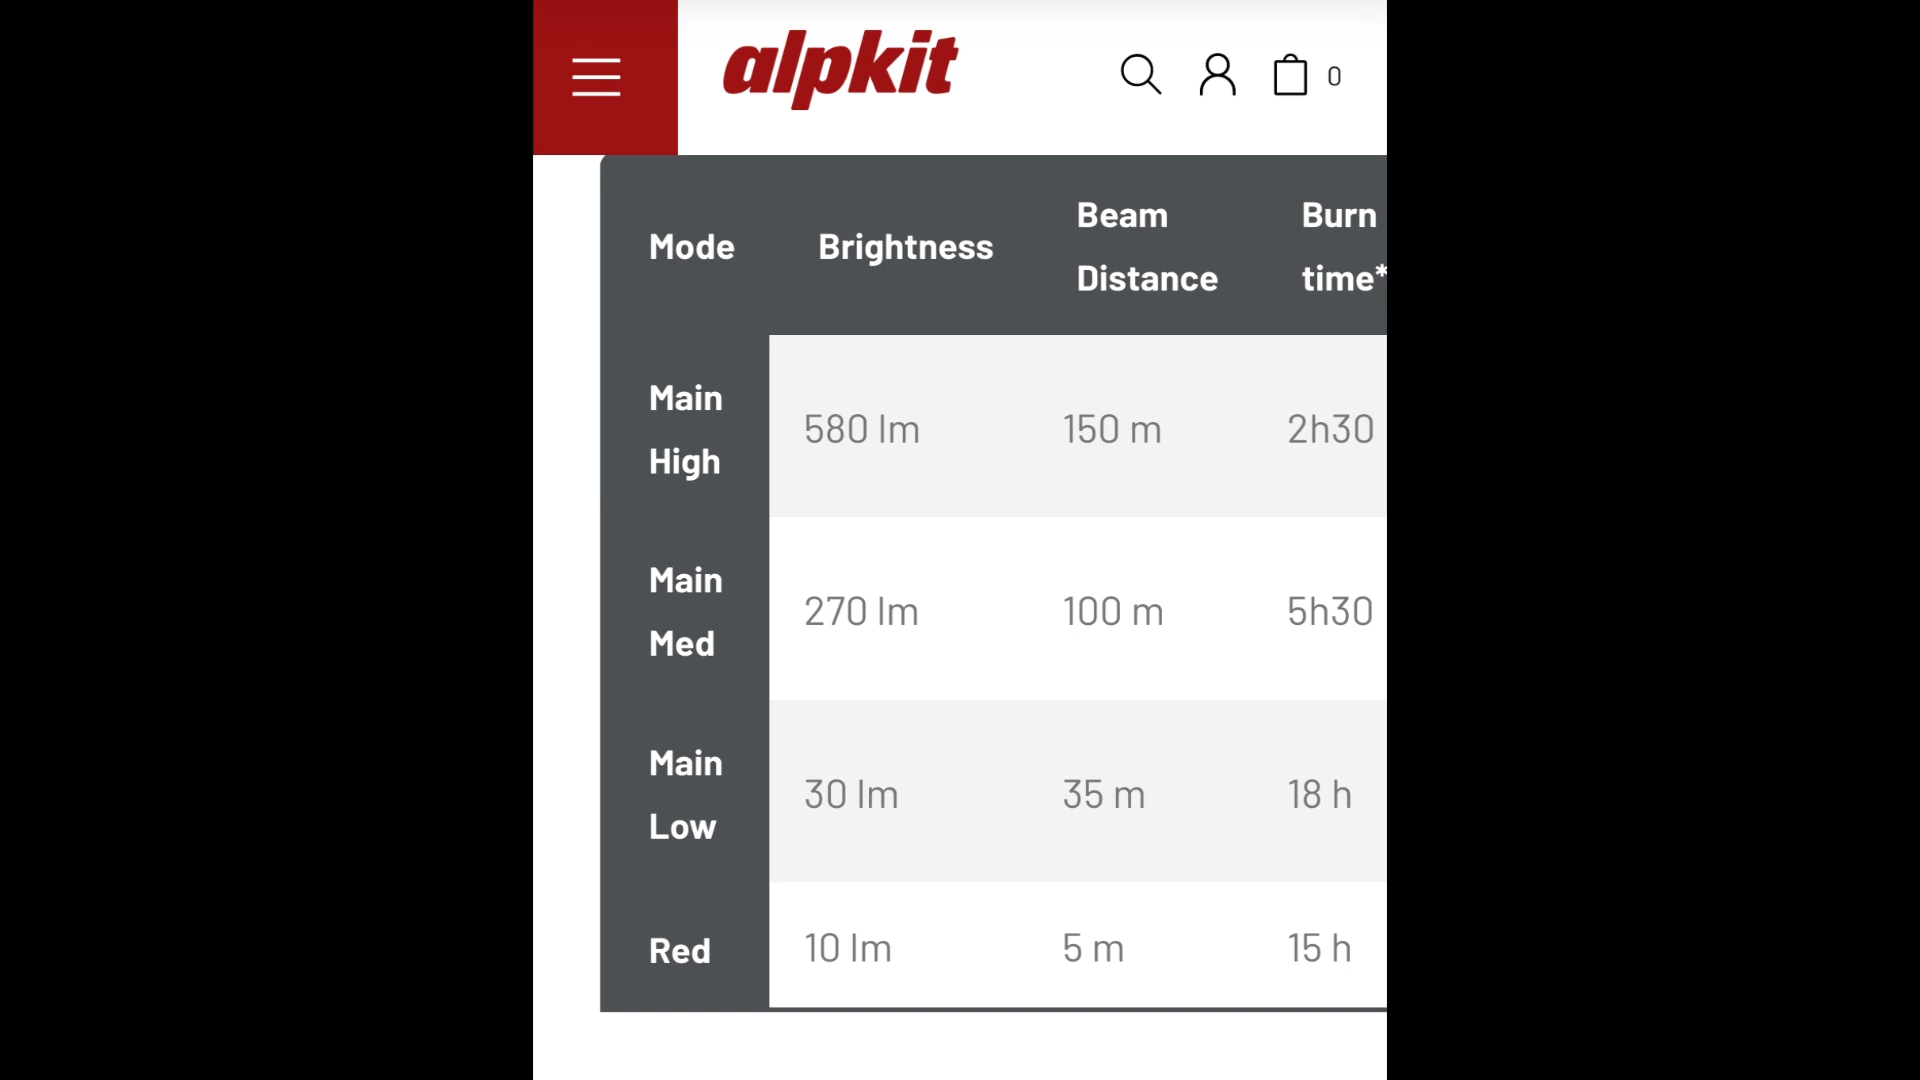 alpkit
0
Mode Brightness Beam Distance Burn time*
Main High 580 lm 150 m 2h30
Main Med 270 lm 100 m 5h30
Main Low 30 lm 35 m 18 h
Red 10 lm 5 m 15 h